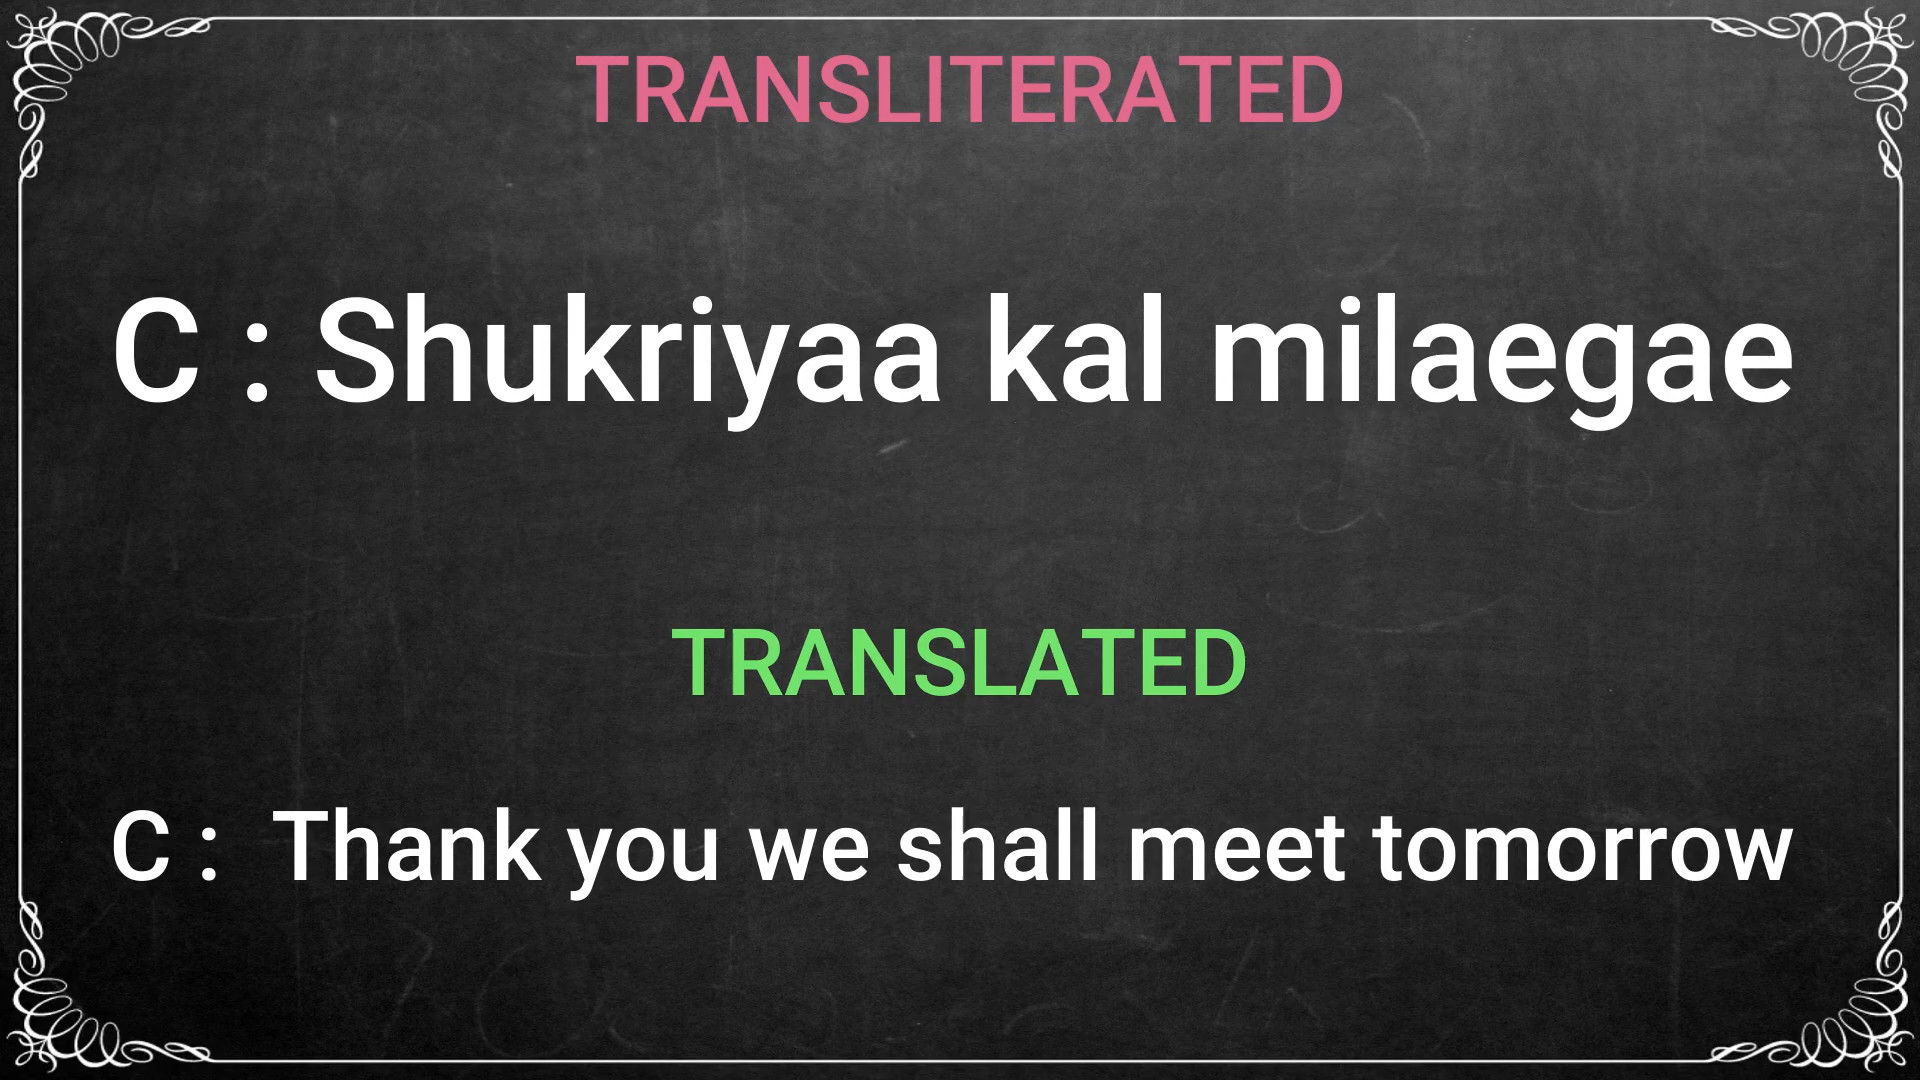 TRANSLITERATED
C : Shukriyaa kal milaegae
TRANSLATED
C : Thank you we shall meet tomorrow